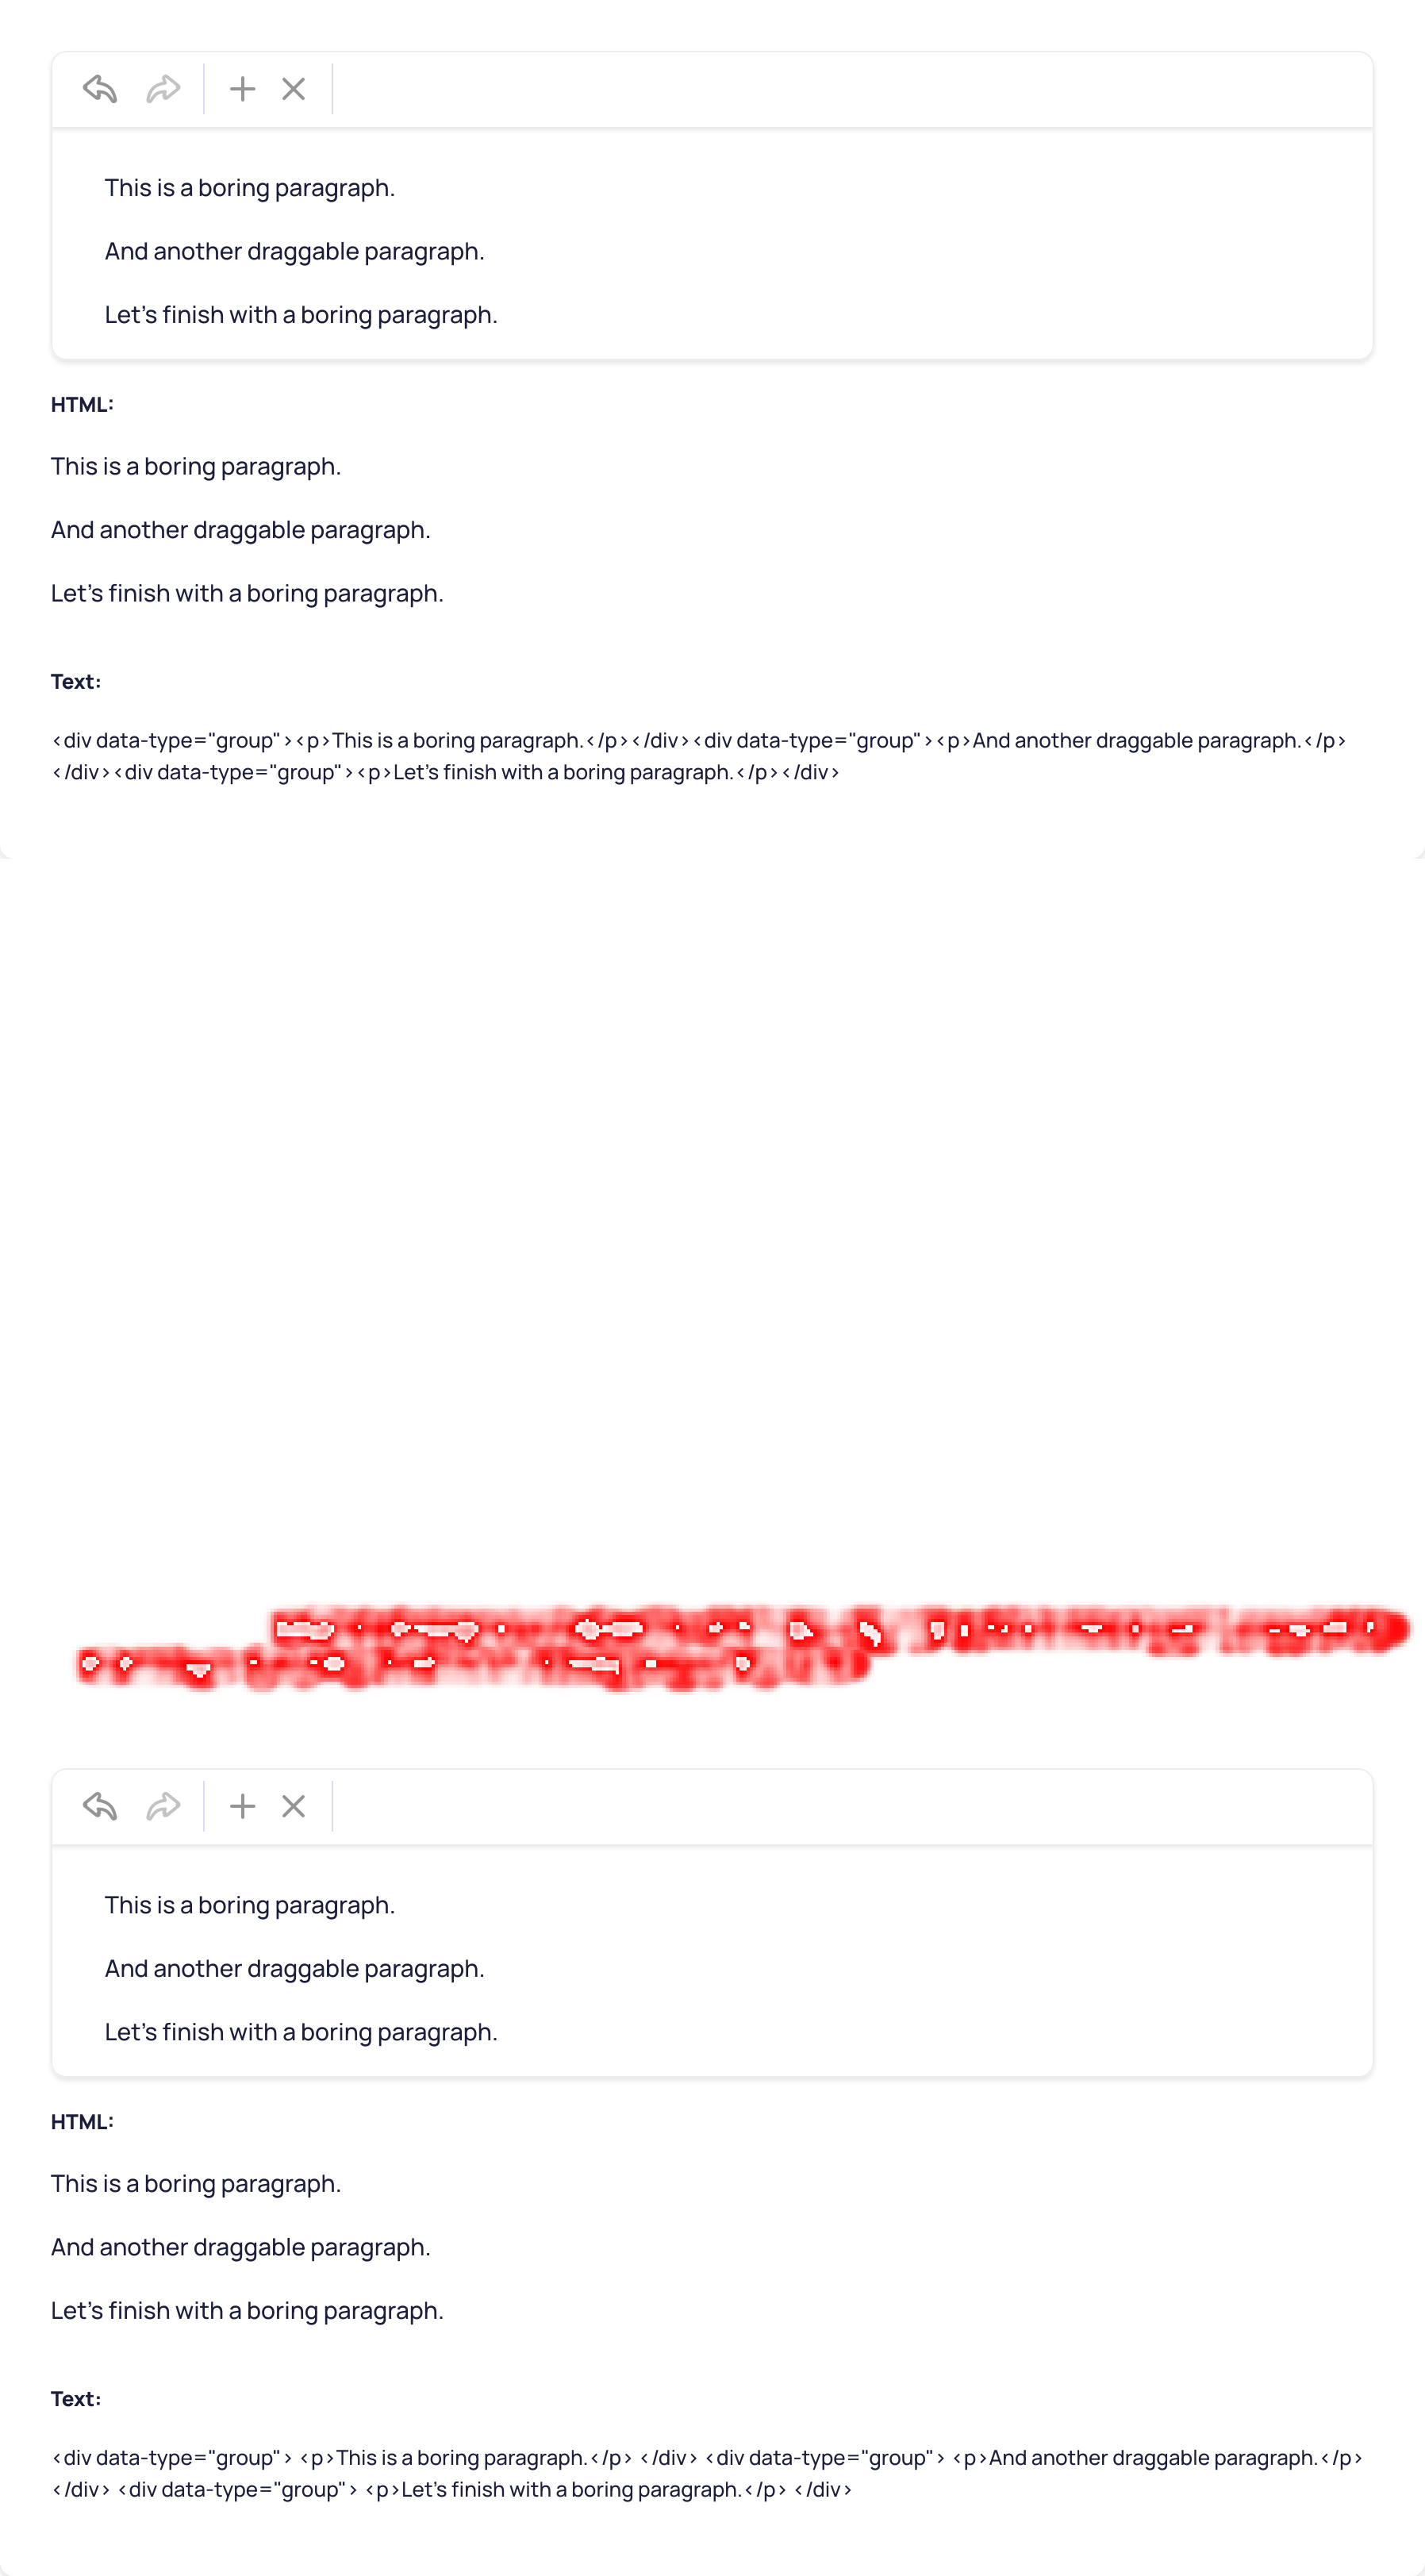 This is a boring paragraph.
And another draggable paragraph.
Let's finish with a boring paragraph.
HTML:
This is a boring paragraph.
And another draggable paragraph.
Let's finish with a boring paragraph.
Text:
<div data-type="group"><p>This is a boring paragraph.</p></div><div data-type="group"><p>And another draggable paragraph.</p>
</div><div data-type="group"><p>Let's finish with a boring paragraph.</p></div>
This is a boring paragraph.
And another draggable paragraph.
Let's finish with a boring paragraph.
HTML:
This is a boring paragraph.
And another draggable paragraph.
Let's finish with a boring paragraph.
Text:
<div data-type="group"> <p>This is a boring paragraph.</p> </div> <div data-type="group"> <p>And another draggable paragraph.</p>
</div> <div data-type="group"> <p>Let's finish with a boring paragraph.</p> </div>